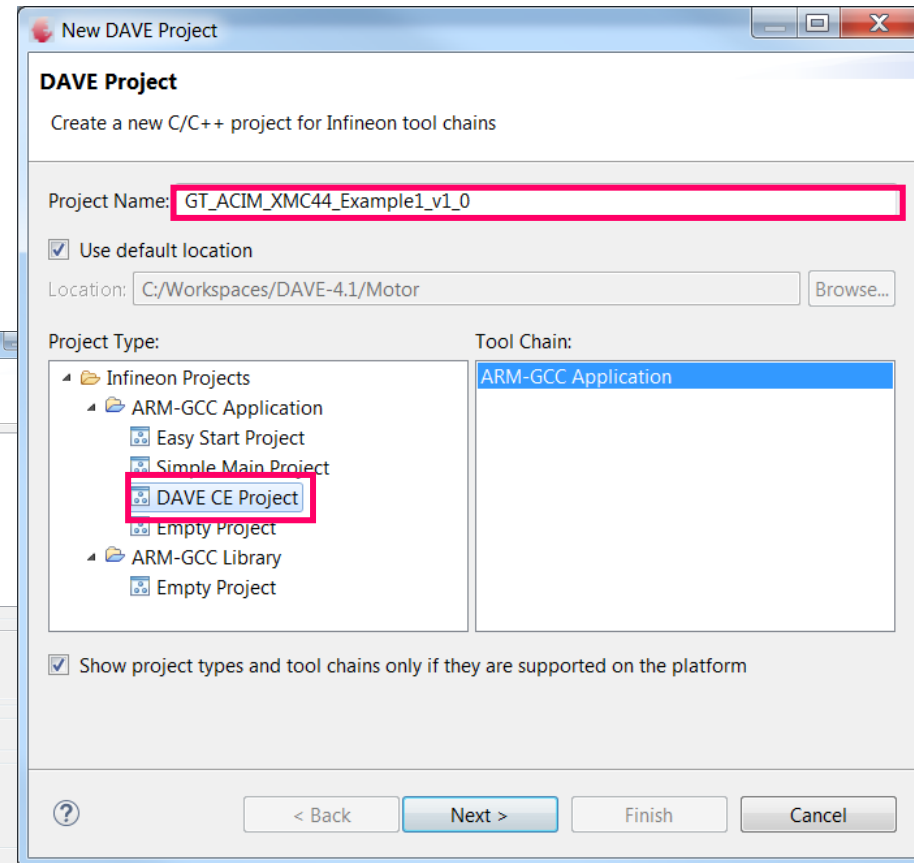 New DAVE Project
DAVE Project
Create a new C/C++ project for Infineon tool chains
Project Name: GT_ACIM_XMC44_Example1_v1_0
Use default location
Location: C:/Workspaces/DAVE-4.1/Motor Browse...
Project Type: Tool Chain:
Infineon Projects ARM-GCC Application
ARM-GCC Application
Easy Start Project
Simple Main Project
DAVE CE Project
Empty Project
ARM-GCC Library
Empty Project
Show project types and tool chains only if they are supported on the platform
? < Back Next > Finish Cancel